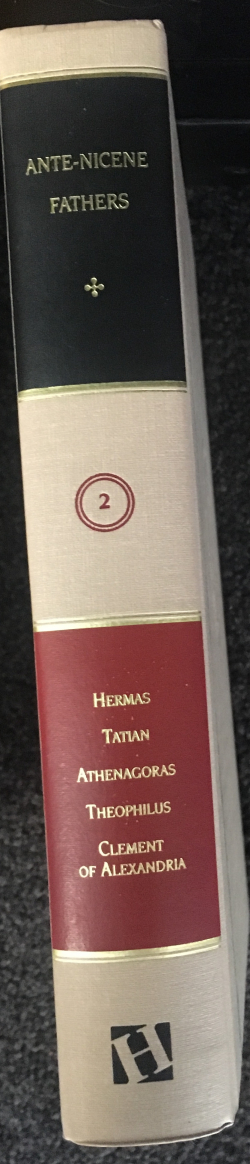 ANTE-NICENE
FATHERS
2
HERMAS
TATIAN
ATHENAGORAS
THEOPHILUS
CLEMENT
OF ALEXANDRIA
H